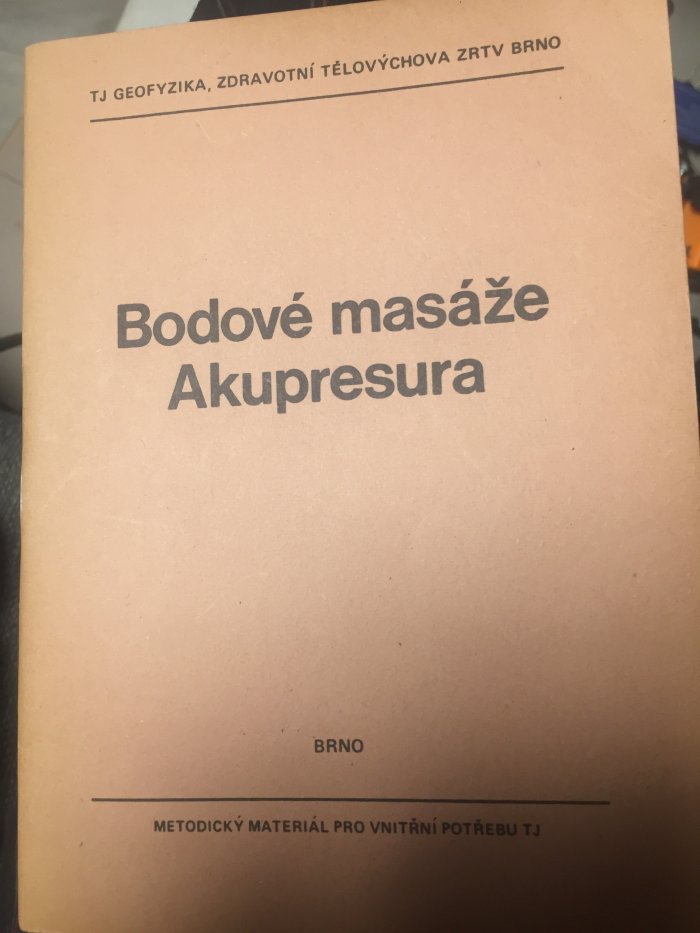 TJ GEOFYZIKA, ZDRAVOTNÍ TĚLOVÝCHOVA ZRTV BRNO
Bodové masáže
Akupresura
BRNO
METODICKÝ MATERIÁL PRO VNITŘNÍ POTŘEBU TJ